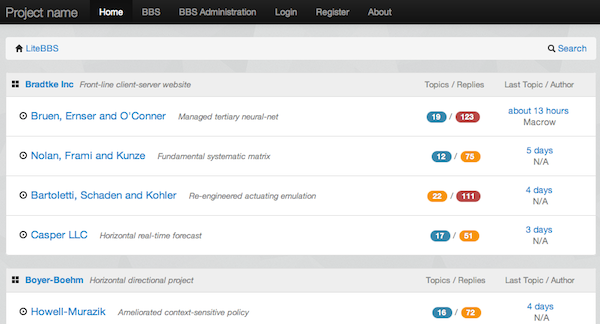 Project name Home BBS BBS Administration Login Register About
LiteBBS Search
Bradtke Inc Front-line client-server website Topics / Replies Last Topic / Author
Bruen, Ernser and O'Conner Managed tertiary neural-net 19 / 123 about 13 hours
Macrow
Nolan, Frami and Kunze Fundamental systematic matrix 12 / 75 5 days
N/A
Bartoletti, Schaden and Kohler Re-engineered actuating emulation 22 / 111 4 days
N/A
Casper LLC Horizontal real-time forecast 17 / 51 3 days
N/A
Boyer-Boehm Horizontal directional project Topics / Replies Last Topic / Author
Howell-Murazik Ameliorated context-sensitive policy 16 / 72 4 days
N/A